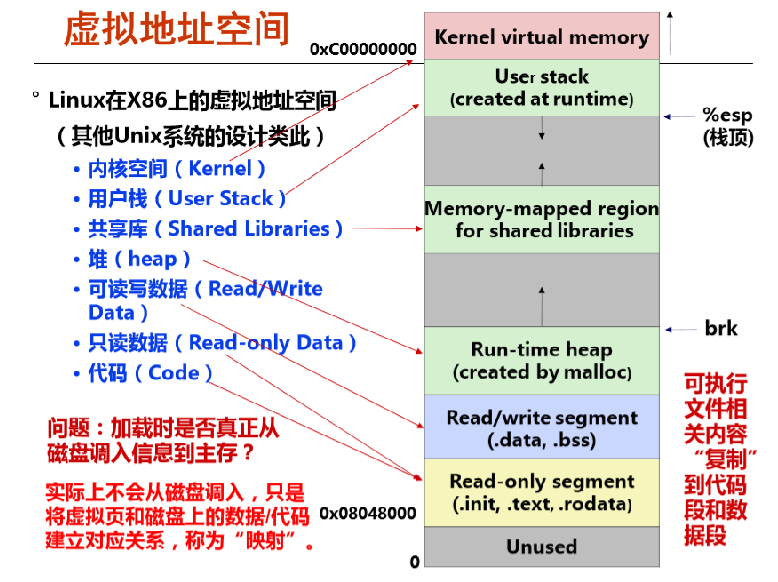 虚拟地址空间
° Linux在X86上的虚拟地址空间
（其他Unix系统的设计类此）
• 内核空间（Kernel）
• 用户栈（User Stack）
• 共享库（Shared Libraries）
• 堆（heap）
• 可读写数据（Read/Write
Data）
• 只读数据（Read-only Data）
• 代码（Code）
问题：加载时是否真正从
磁盘调入信息到主存？
实际上不会从磁盘调入，只是
将虚拟页和磁盘上的数据/代码
建立对应关系，称为“映射”。
0xC00000000
Kernel virtual memory
User stack
(created at runtime)
%esp
(栈顶)
Memory-mapped region
for shared libraries
brk
Run-time heap
(created by malloc)
Read/write segment
(.data, .bss)
Read-only segment
(.init, .text, .rodata)
0x08048000
Unused
0
可执行
文件相
关内容
“复制”
到代码
段和数
据段